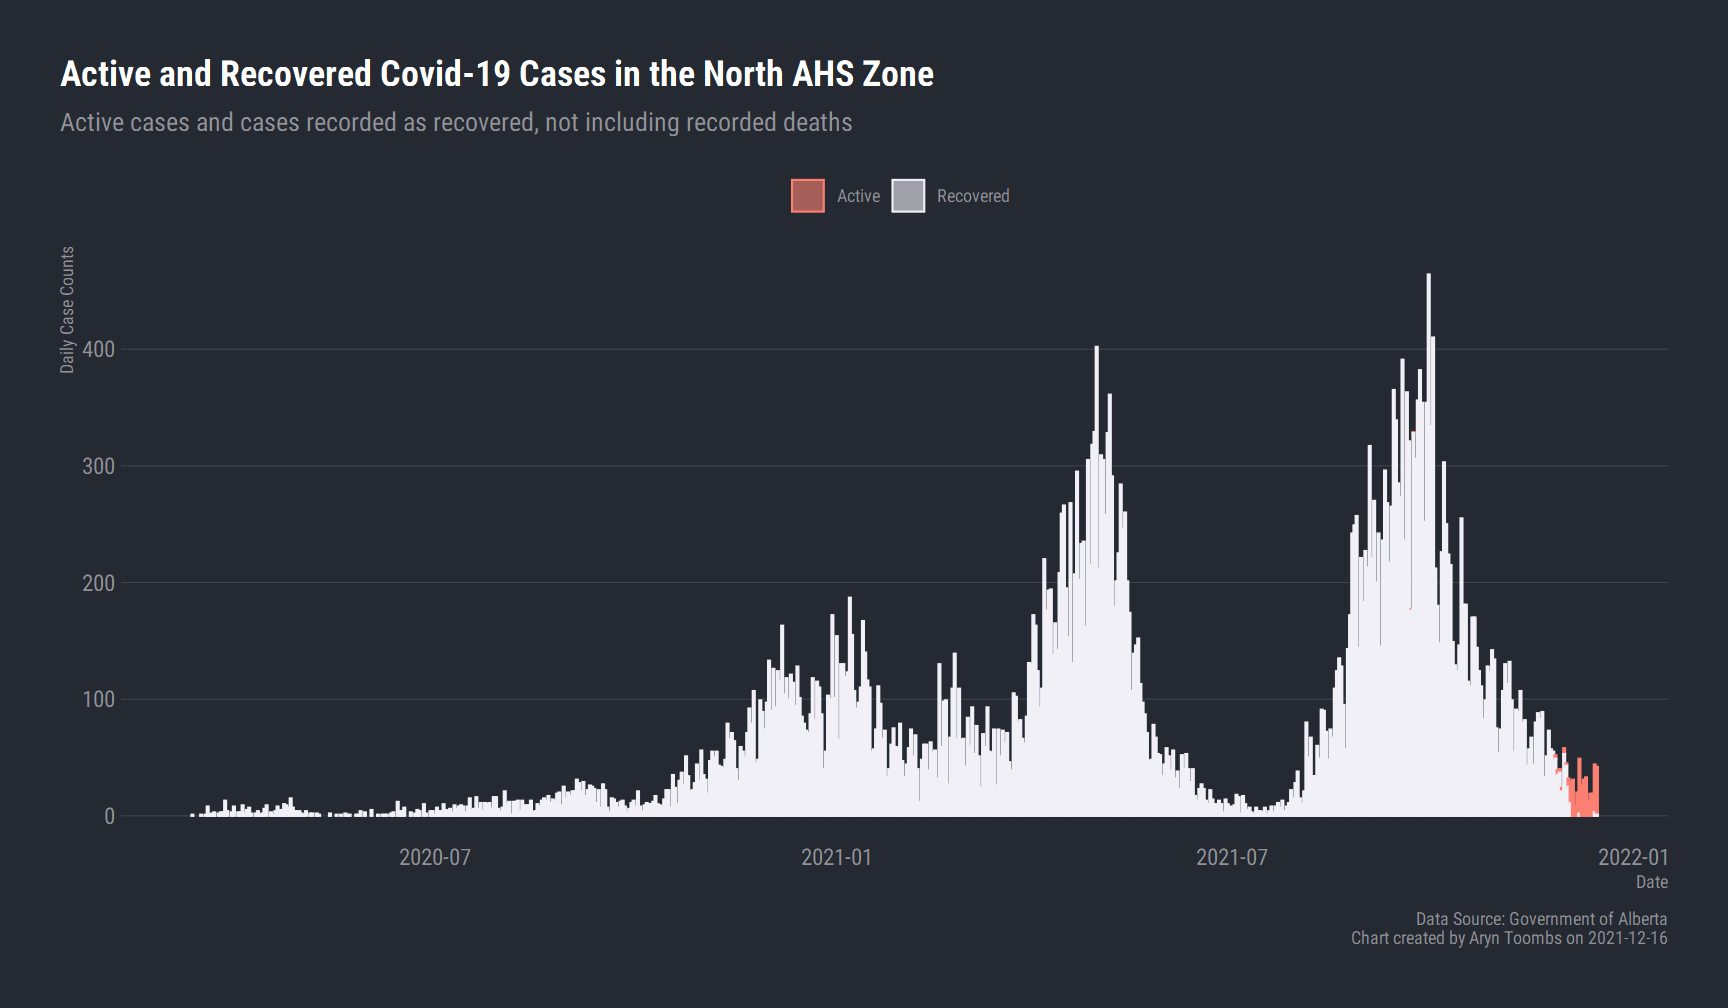 Active and Recovered Covid-19 Cases in the North AHS Zone
Active cases and cases recorded as recovered, not including recorded deaths
Active
Recovered
Daily Case Counts
400
300
200
100
0
2020-07
2021-01
2021-07
2022-01
Date
Data Source: Government of Alberta
Chart created by Aryn Toombs on 2021-12-16